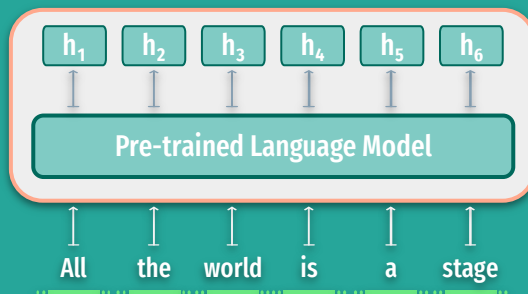 h₁ h₂ h₃ h₄ h₅ h₆
Pre-trained Language Model
All the world is a stage